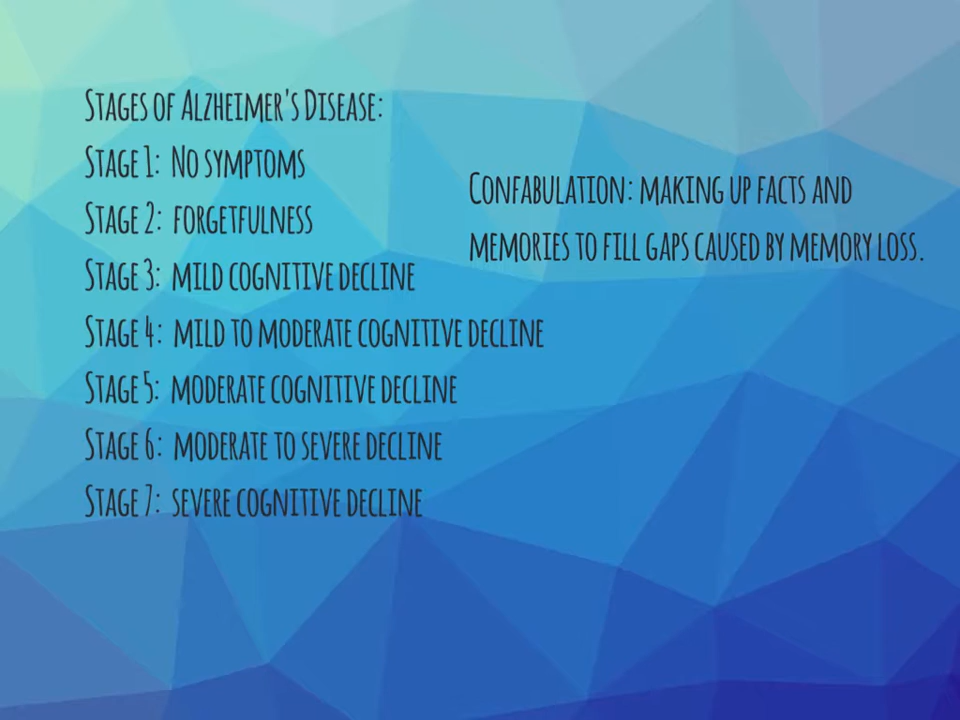 Stages of Alzheimer's Disease:
Stage 1: No symptoms
Stage 2: forgetfulness
Stage 3: mild cognitive decline
Stage 4: mild to moderate cognitive decline
Stage 5: moderate cognitive decline
Stage 6: moderate to severe decline
Stage 7: severe cognitive decline
Confabulation: making up facts and
memories to fill gaps caused by memory loss.